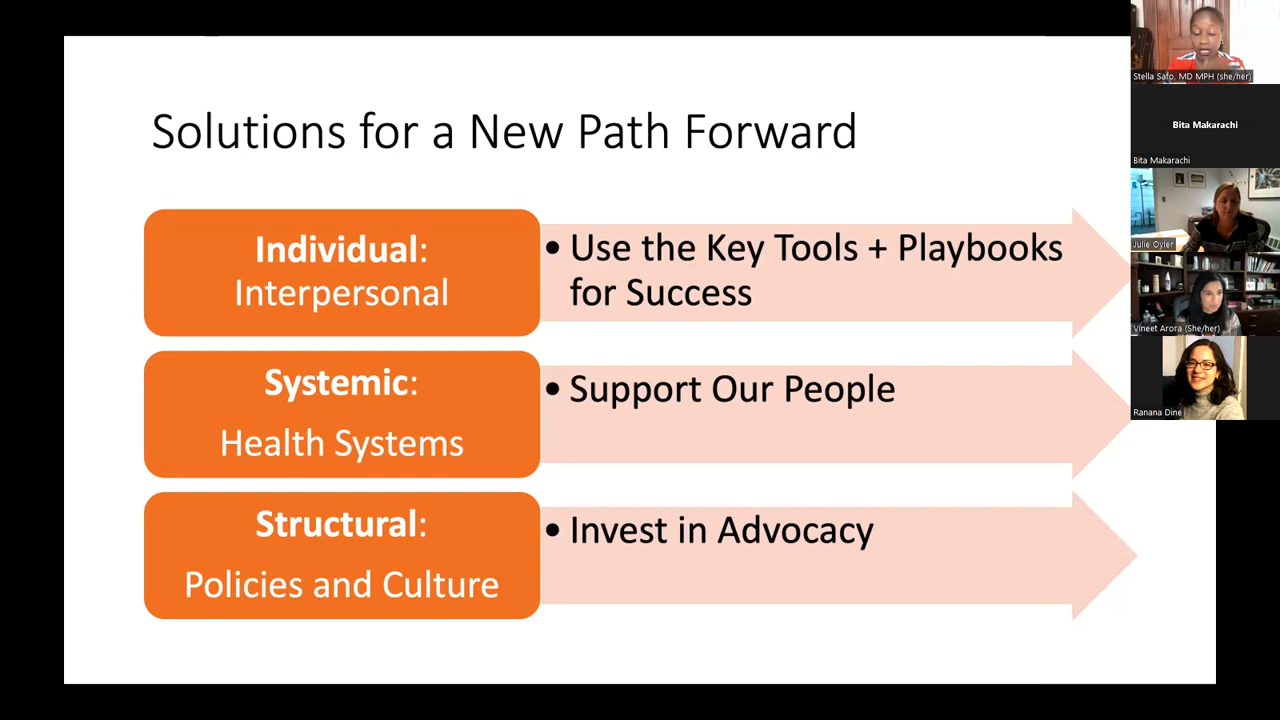 Solutions for a New Path Forward
Individual:
Interpersonal
• Use the Key Tools + Playbooks
for Success
Systemic:
Health Systems
• Support Our People
Structural:
Policies and Culture
• Invest in Advocacy
Stella Safo, MD MPH (she/her)
Bita Makarachi
Bita Makarachi
Julie Oyler
Vineet Arora (She/her)
Ranana Dine